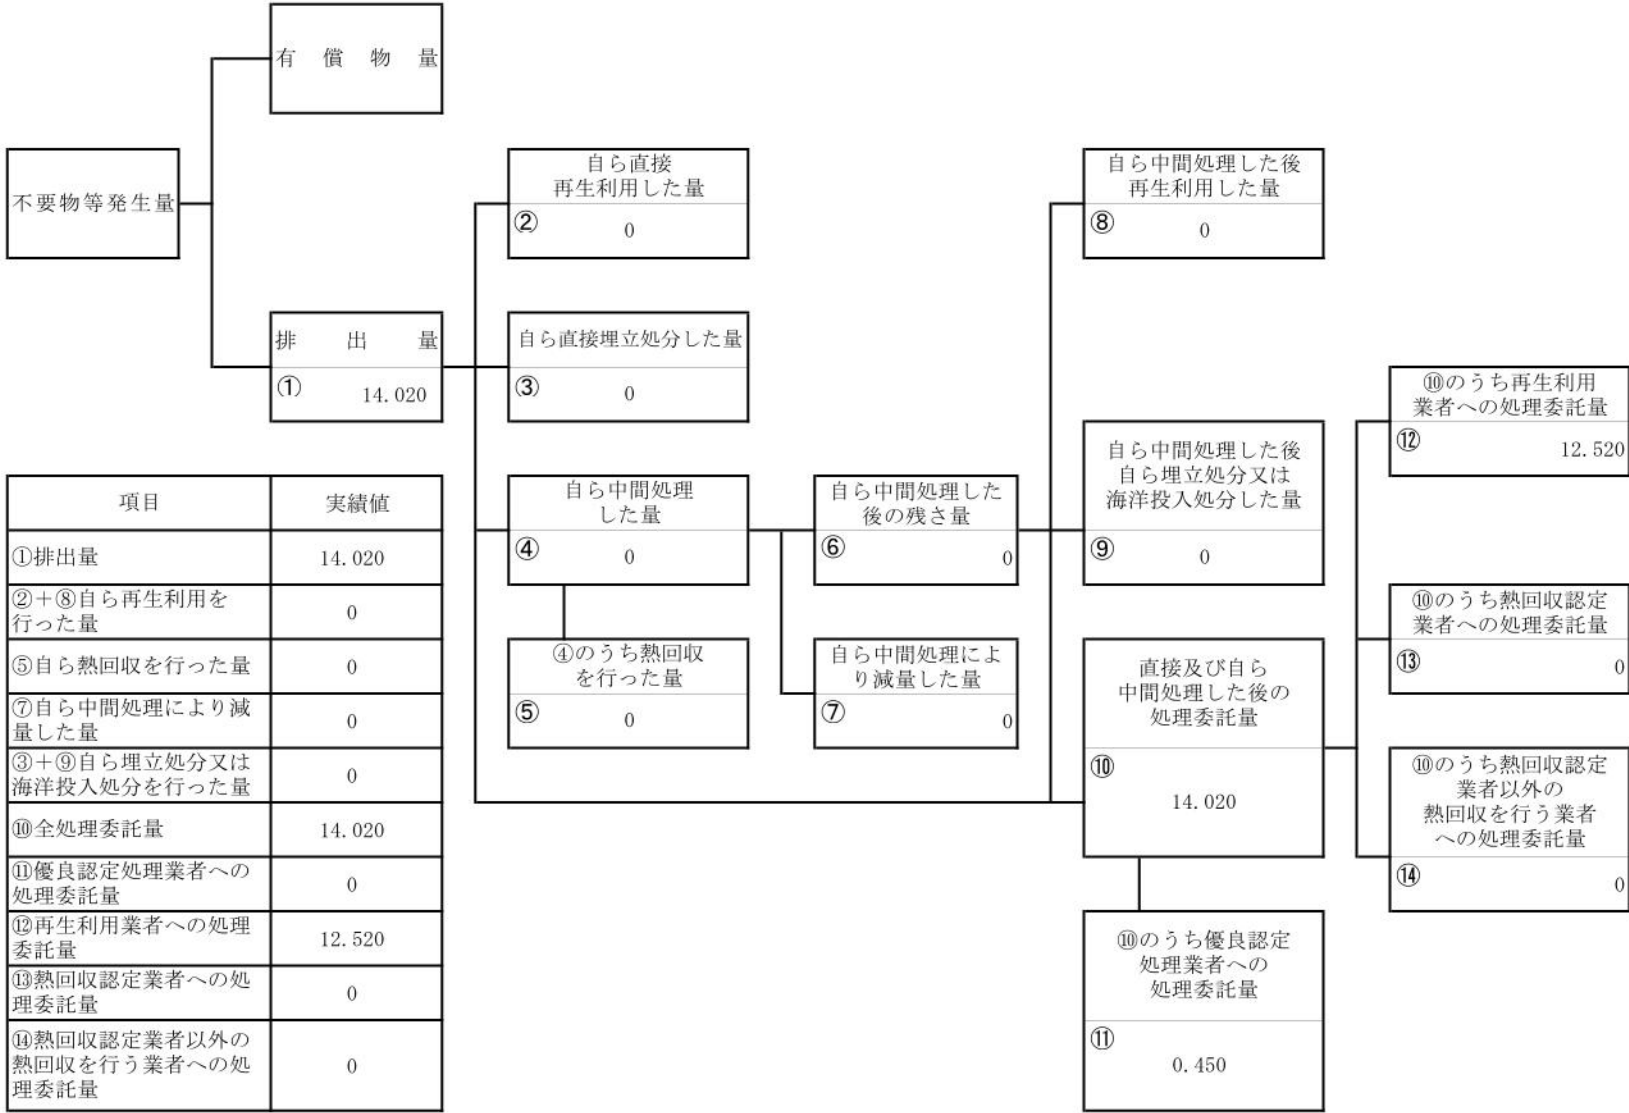 有償物量
不要物等発生量
排出量
① 14.020
自ら直接
再生利用した量
② 0
自ら直接埋立処分した量
③ 0
自ら中間処理
した量
④ 0
④のうち熱回収
を行った量
⑤ 0
自ら中間処理した
後の残さ量
⑥ 0
自ら中間処理によ
り減量した量
⑦ 0
自ら中間処理した後
再生利用した量
⑧ 0
自ら中間処理した後
自ら埋立処分又は
海洋投入処分した量
⑨ 0
直接及び自ら
中間処理した後の
処理委託量
⑩
14.020
⑩のうち優良認定
処理業者への
処理委託量
⑪
0.450
⑩のうち再生利用
業者への処理委託量
⑫ 12.520
⑩のうち熱回収認定
業者への処理委託量
⑬ 0
⑩のうち熱回収認定
業者以外の
熱回収を行う業者
への処理委託量
⑭ 0
項目 実績値
①排出量 14.020
②＋⑧自ら再生利用を
行った量 0
⑤自ら熱回収を行った量 0
⑦自ら中間処理により減
量した量 0
③＋⑨自ら埋立処分又は
海洋投入処分を行った量 0
⑩全処理委託量 14.020
⑪優良認定処理業者への
処理委託量 0
⑫再生利用業者への処理
委託量 12.520
⑬熱回収認定業者への処
理委託量 0
⑭熱回収認定業者以外の
熱回収を行う業者への処
理委託量 0